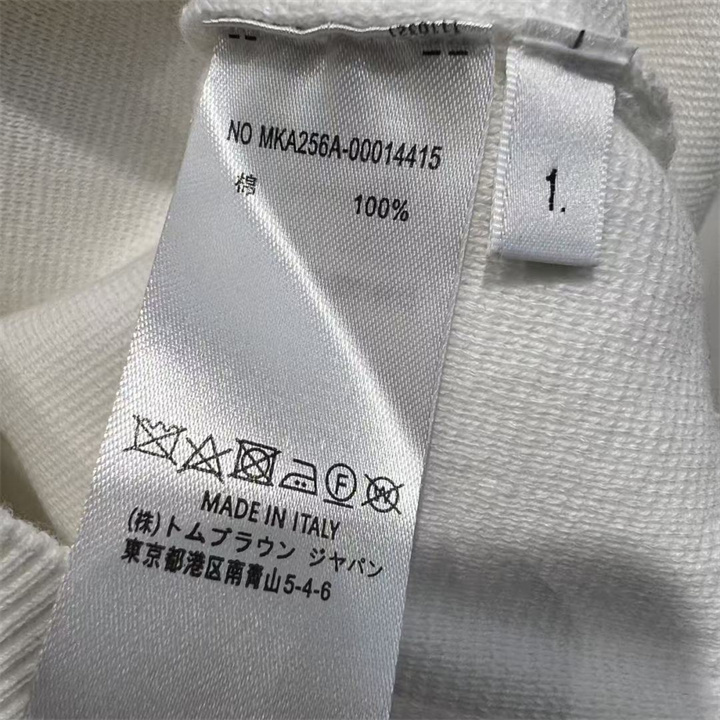 NO MKA256A-00014415
棉 100%
1.
F
W
MADE IN ITALY
(株)トムブラウン ジャパン
東京都港区南青山5-4-6